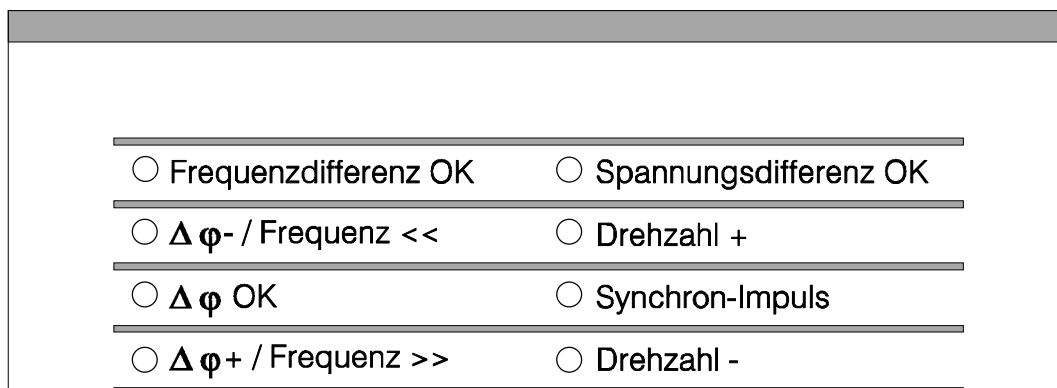 Frequenzdifferenz OK Spannungsdifferenz OK
Δ φ- / Frequenz << Drehzahl +
Δ φ OK Synchron-Impuls
Δ φ+ / Frequenz >> Drehzahl -